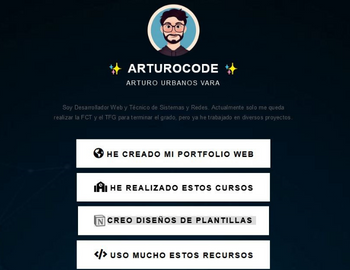 ✨ ARTUROCODE ✨
ARTURO URBANOS VARA
Soy Desarrollador Web y Técnico de Sistemas y Redes. Actualmente solo me queda
realizar la FCT y el TFG para terminar el grado, pero ya he trabajado en diversos proyectos.
HE CREADO MI PORTFOLIO WEB
HE REALIZADO ESTOS CURSOS
CREO DISEÑOS DE PLANTILLAS
USO MUCHO ESTOS RECURSOS